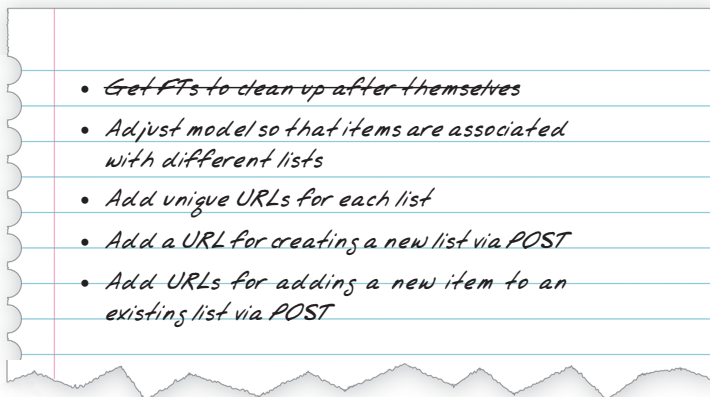 • Get FTs to clean up after themselves
• Adjust model so that items are associated
with different lists
• Add unique URLs for each list
• Add a URL for creating a new list via POST
• Add URLs for adding a new item to an
existing list via POST